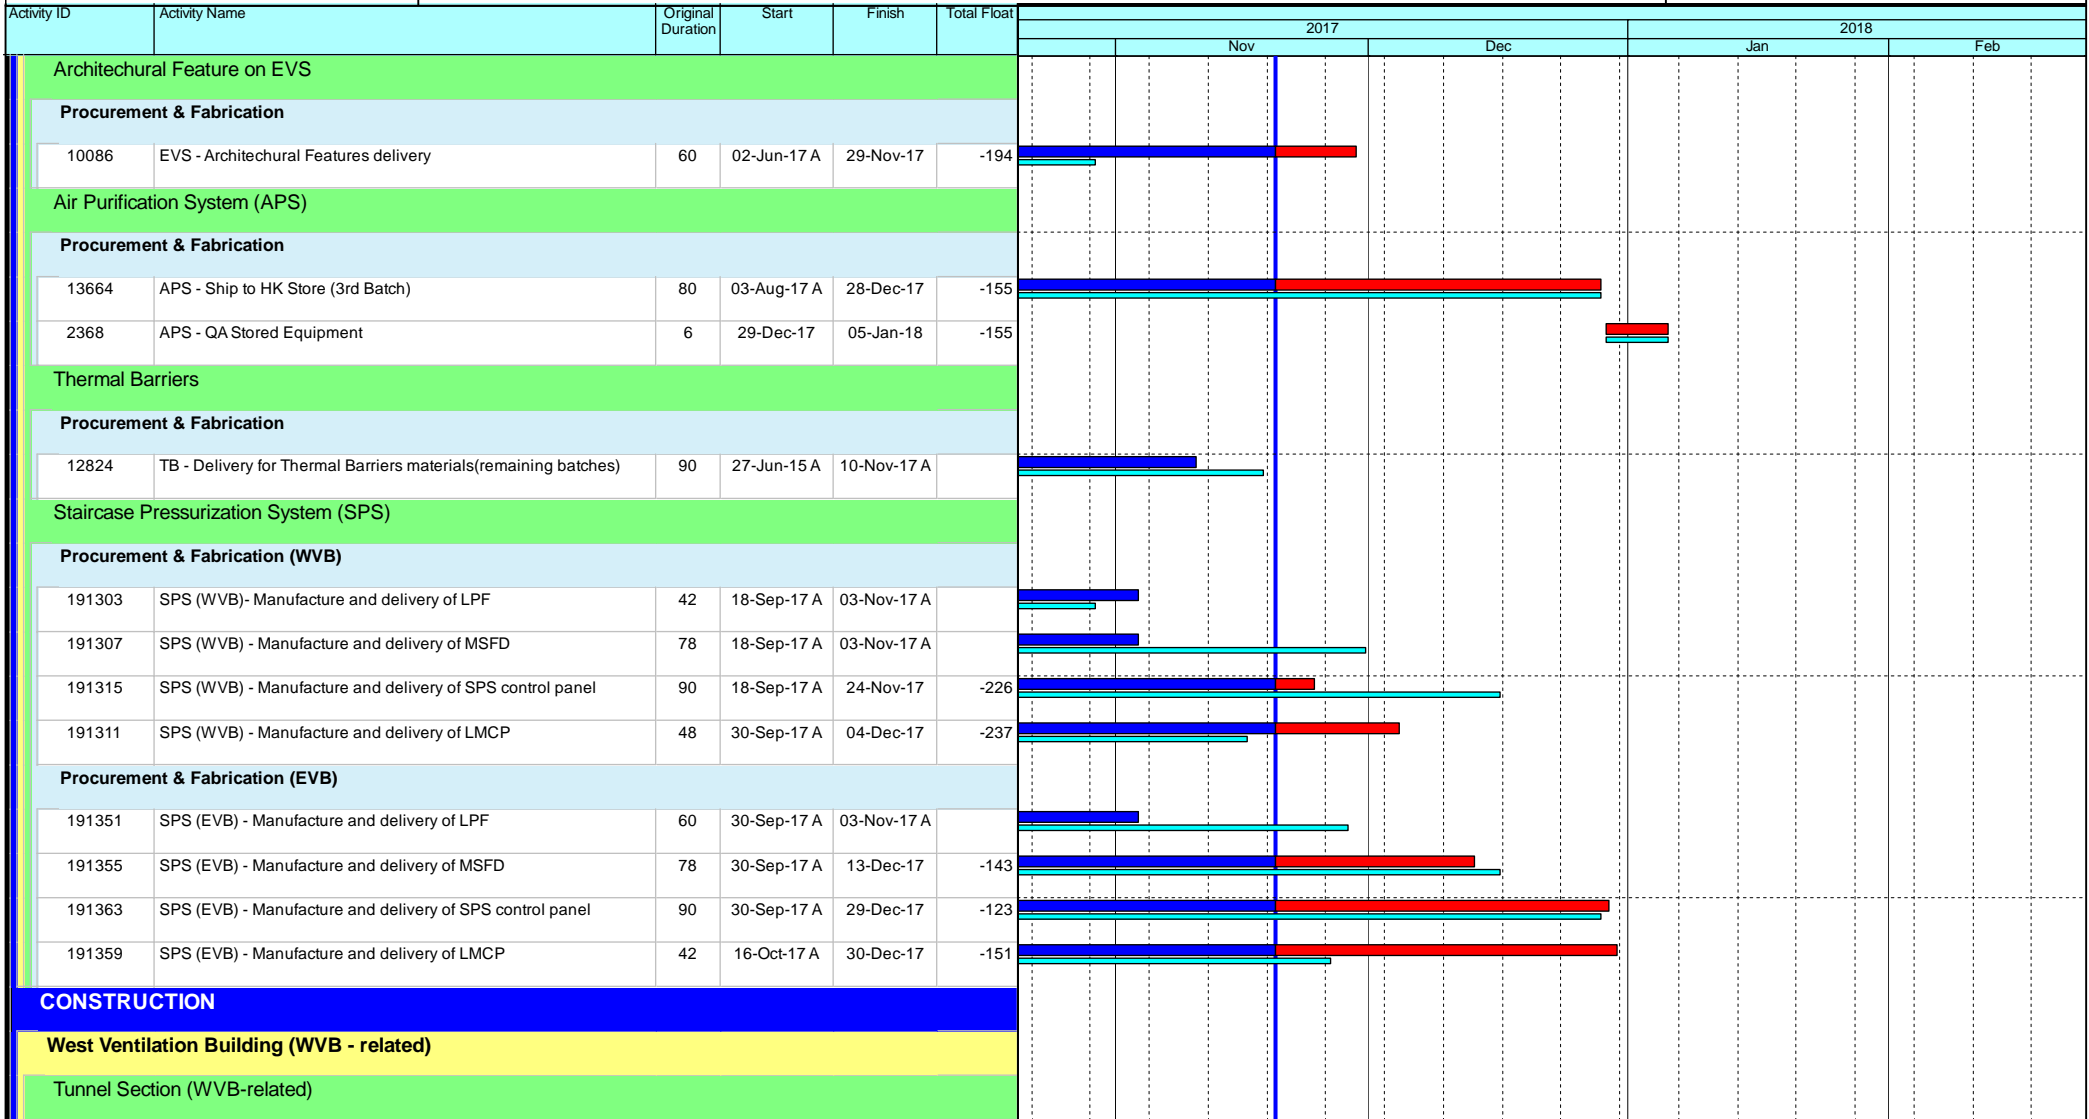 Activity ID Activity Name Original Duration Start Finish Total Float
2017 2018
Nov Dec Jan Feb
Architechural Feature on EVS
Procurement & Fabrication
10086 EVS - Architechural Features delivery 60 02-Jun-17 A 29-Nov-17 -194
Air Purification System (APS)
Procurement & Fabrication
13664 APS - Ship to HK Store (3rd Batch) 80 03-Aug-17 A 28-Dec-17 -155
2368 APS - QA Stored Equipment 6 29-Dec-17 05-Jan-18 -155
Thermal Barriers
Procurement & Fabrication
12824 TB - Delivery for Thermal Barriers materials(remaining batches) 90 27-Jun-15 A 10-Nov-17 A
Staircase Pressurization System (SPS)
Procurement & Fabrication (WVB)
191303 SPS (WVB)- Manufacture and delivery of LPF 42 18-Sep-17 A 03-Nov-17 A
191307 SPS (WVB) - Manufacture and delivery of MSFD 78 18-Sep-17 A 03-Nov-17 A
191315 SPS (WVB) - Manufacture and delivery of SPS control panel 90 18-Sep-17 A 24-Nov-17 -226
191311 SPS (WVB) - Manufacture and delivery of LMCP 48 30-Sep-17 A 04-Dec-17 -237
Procurement & Fabrication (EVB)
191351 SPS (EVB) - Manufacture and delivery of LPF 60 30-Sep-17 A 03-Nov-17 A
191355 SPS (EVB) - Manufacture and delivery of MSFD 78 30-Sep-17 A 13-Dec-17 -143
191363 SPS (EVB) - Manufacture and delivery of SPS control panel 90 30-Sep-17 A 29-Dec-17 -123
191359 SPS (EVB) - Manufacture and delivery of LMCP 42 16-Oct-17 A 30-Dec-17 -151
CONSTRUCTION
West Ventilation Building (WVB - related)
Tunnel Section (WVB-related)